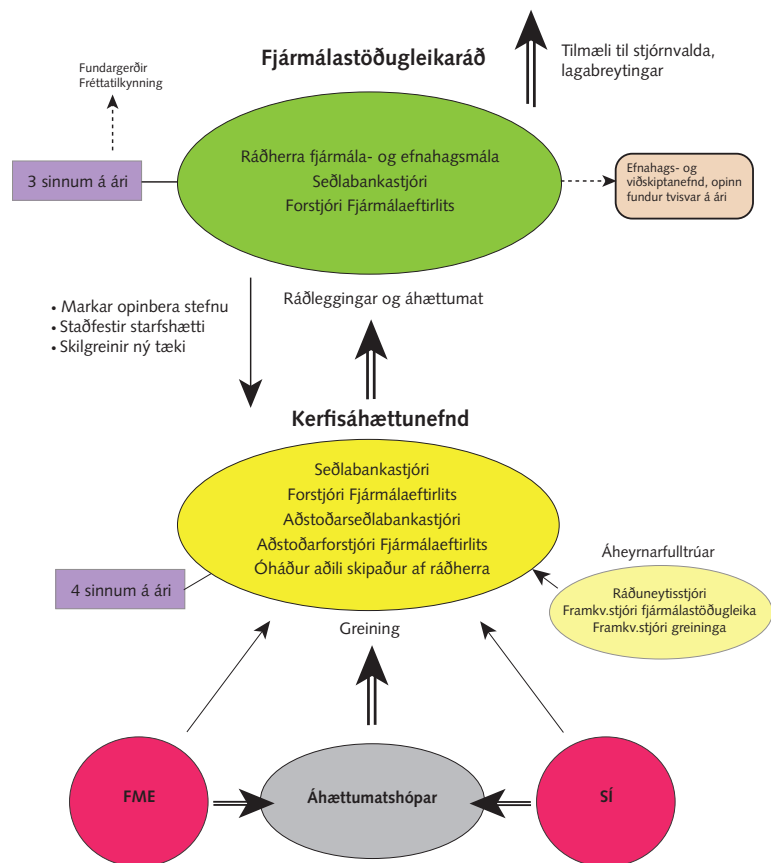 Fjármálastöðugleikaráð
Tilmæli til stjórnvalda,
lagabreytingar
Fundargerðir
Fréttatilkynning
3 sinnum á ári
Ráðherra fjármála- og efnahagsmála
Seðlabankastjóri
Forstjóri Fjármálaeftirlits
Efnahags- og
viðskiptanefnd, opinn
fundur tvisvar á ári
• Markar opinbera stefnu
• Staðfestir starfshætti
• Skilgreinir ný tæki
Ráðleggingar og áhættumat
Kerfisáhættunefnd
Seðlabankastjóri
Forstjóri Fjármálaeftirlits
Aðstoðarseðlabankastjóri
Aðstoðarforstjóri Fjármálaeftirlits
Óháður aðili skipaður af ráðherra
4 sinnum á ári
Áheyrnarfulltrúar
Ráðuneytisstjóri
Framkv.stjóri fjármálastöðugleika
Framkv.stjóri greininga
Greining
FME
Áhættumatshópar
SÍ